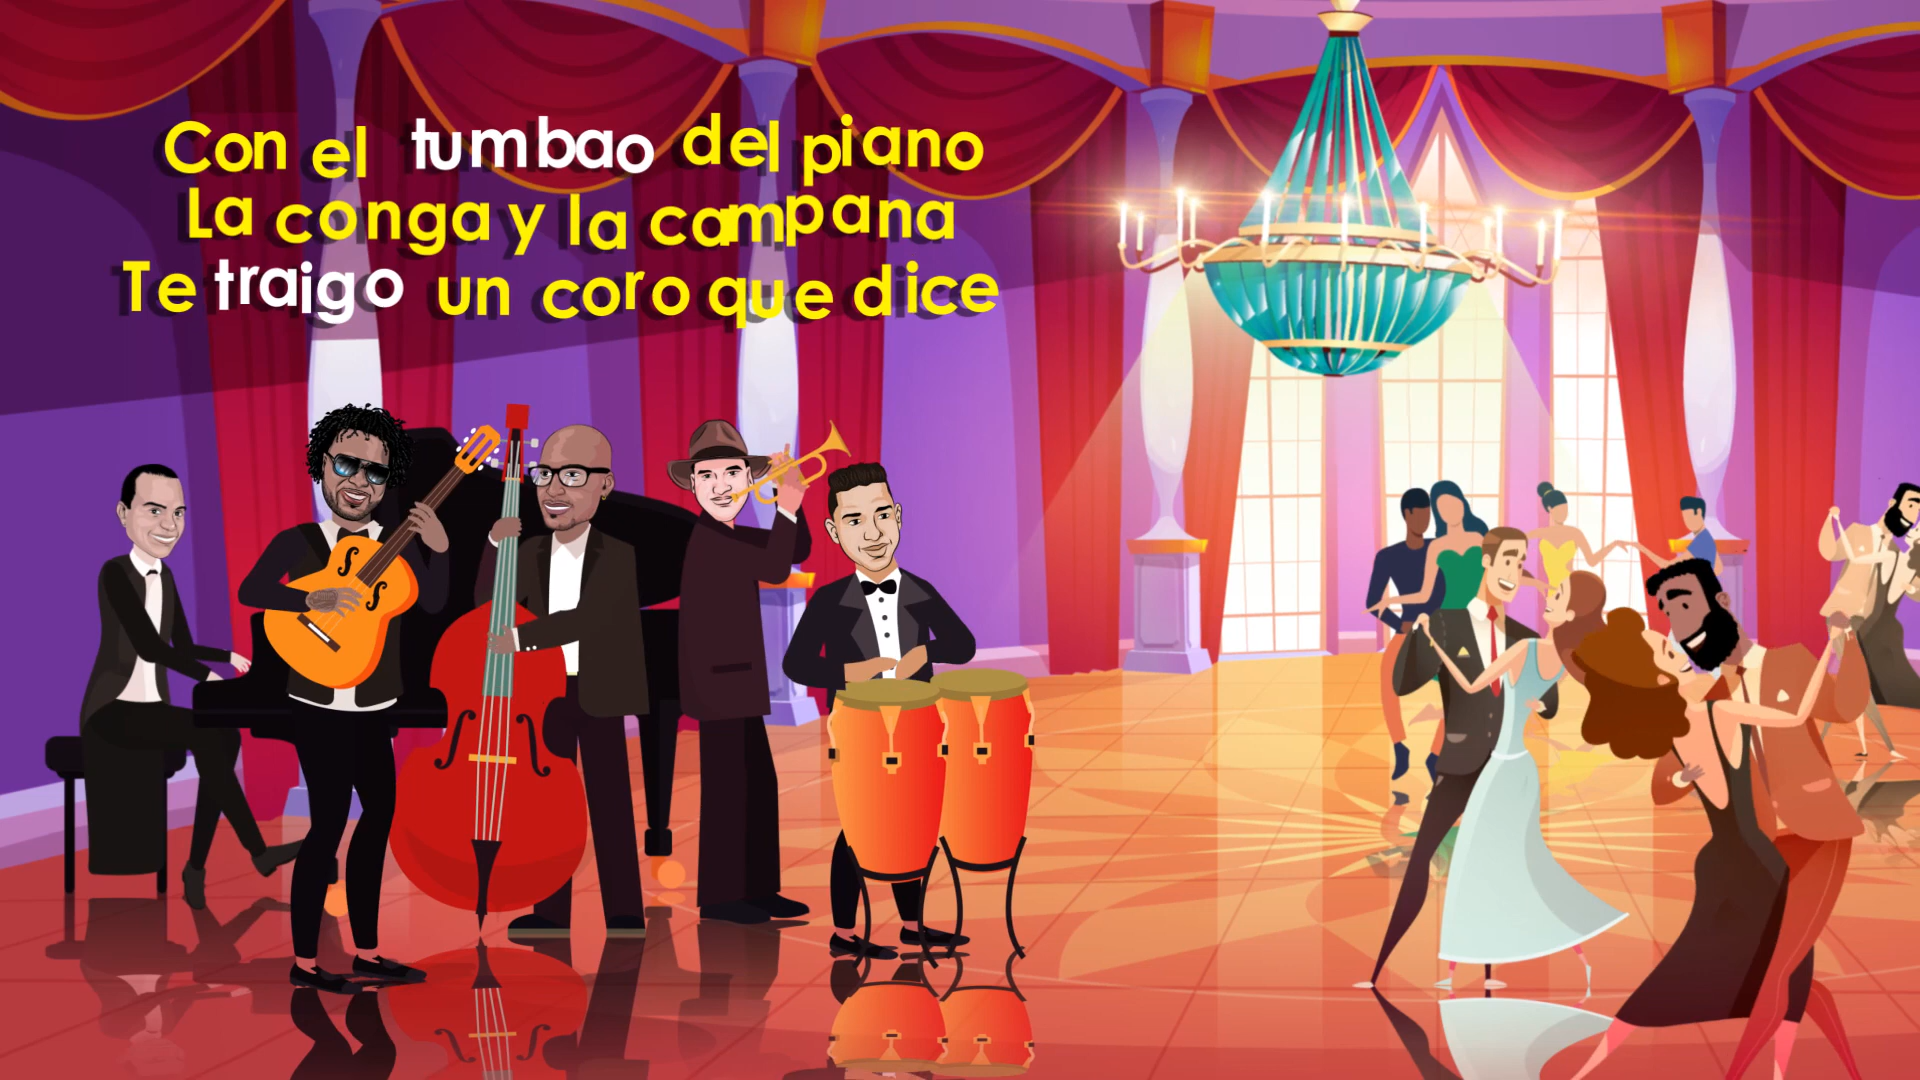 Con el tumbao del piano
La conga y la campana
Te traigo un coro que dice